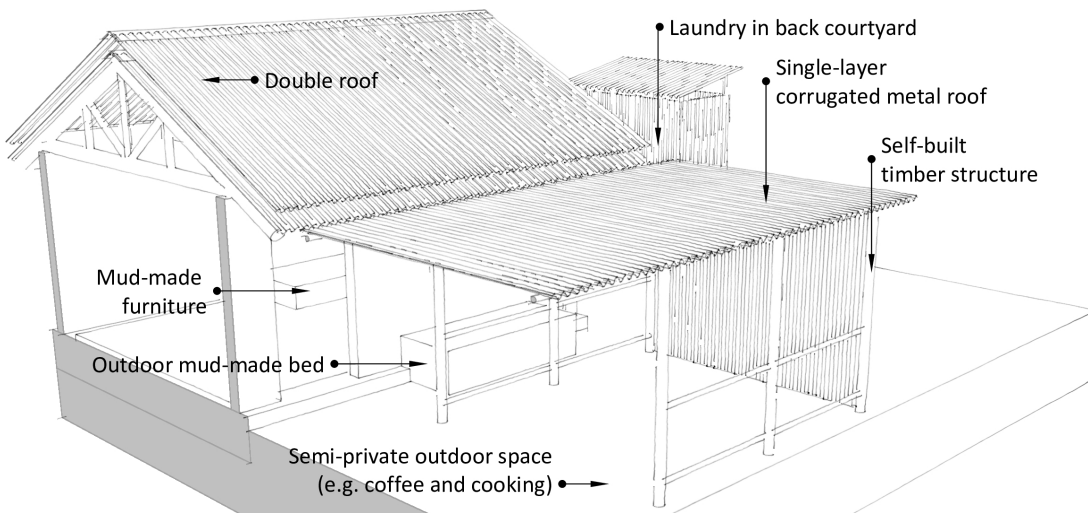 Laundry in back courtyard
Double roof
Single-layer
corrugated metal roof
Self-built
timber structure
Mud-made
furniture
Outdoor mud-made bed
Semi-private outdoor space
(e.g. coffee and cooking)